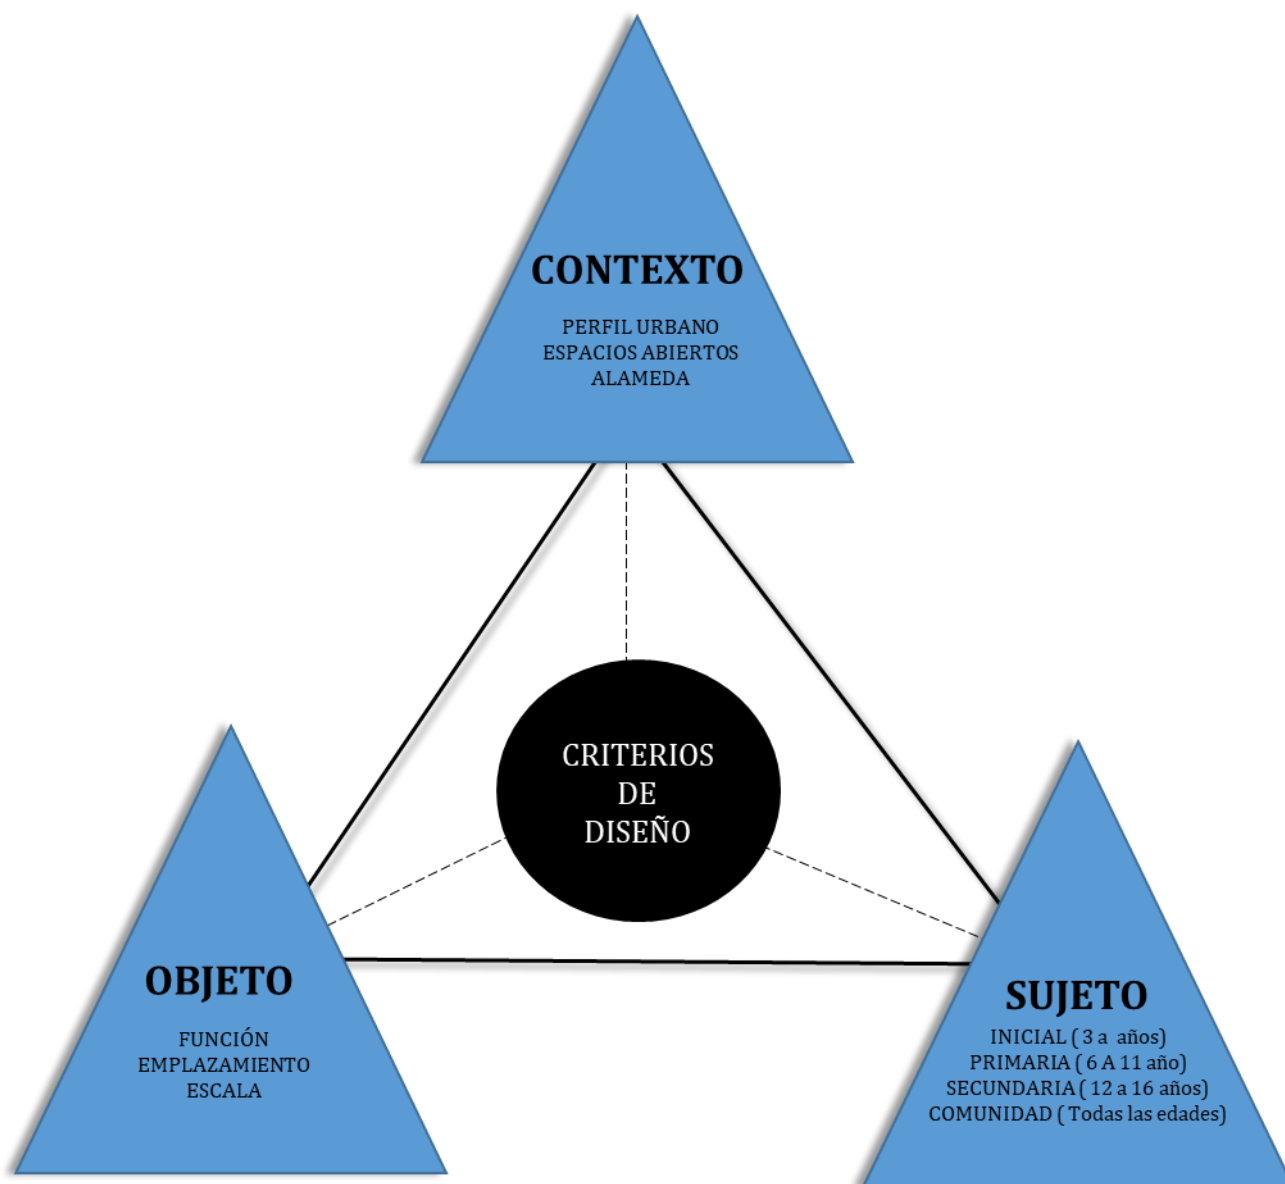 CONTEXTO
PERFIL URBANO
ESPACIOS ABIERTOS
ALAMEDA
CRITERIOS
DE
DISEÑO
OBJETO
FUNCIÓN
EMPLAZAMIENTO
ESCALA
SUJETO
INICIAL ( 3 a  años)
PRIMARIA ( 6 A 11 año)
SECUNDARIA ( 12 a 16 años)
COMUNIDAD ( Todas las edades)